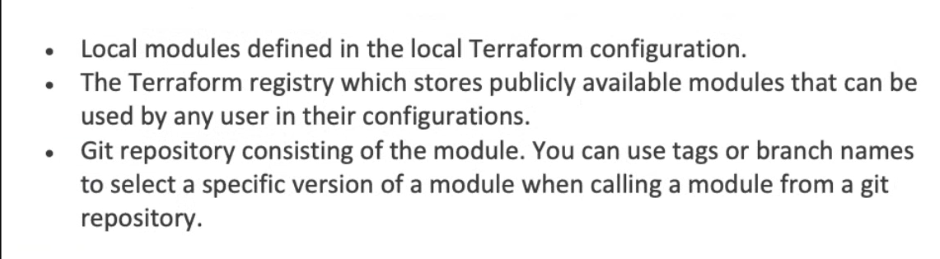 • Local modules defined in the local Terraform configuration.
• The Terraform registry which stores publicly available modules that can be
used by any user in their configurations.
• Git repository consisting of the module. You can use tags or branch names
to select a specific version of a module when calling a module from a git
repository.